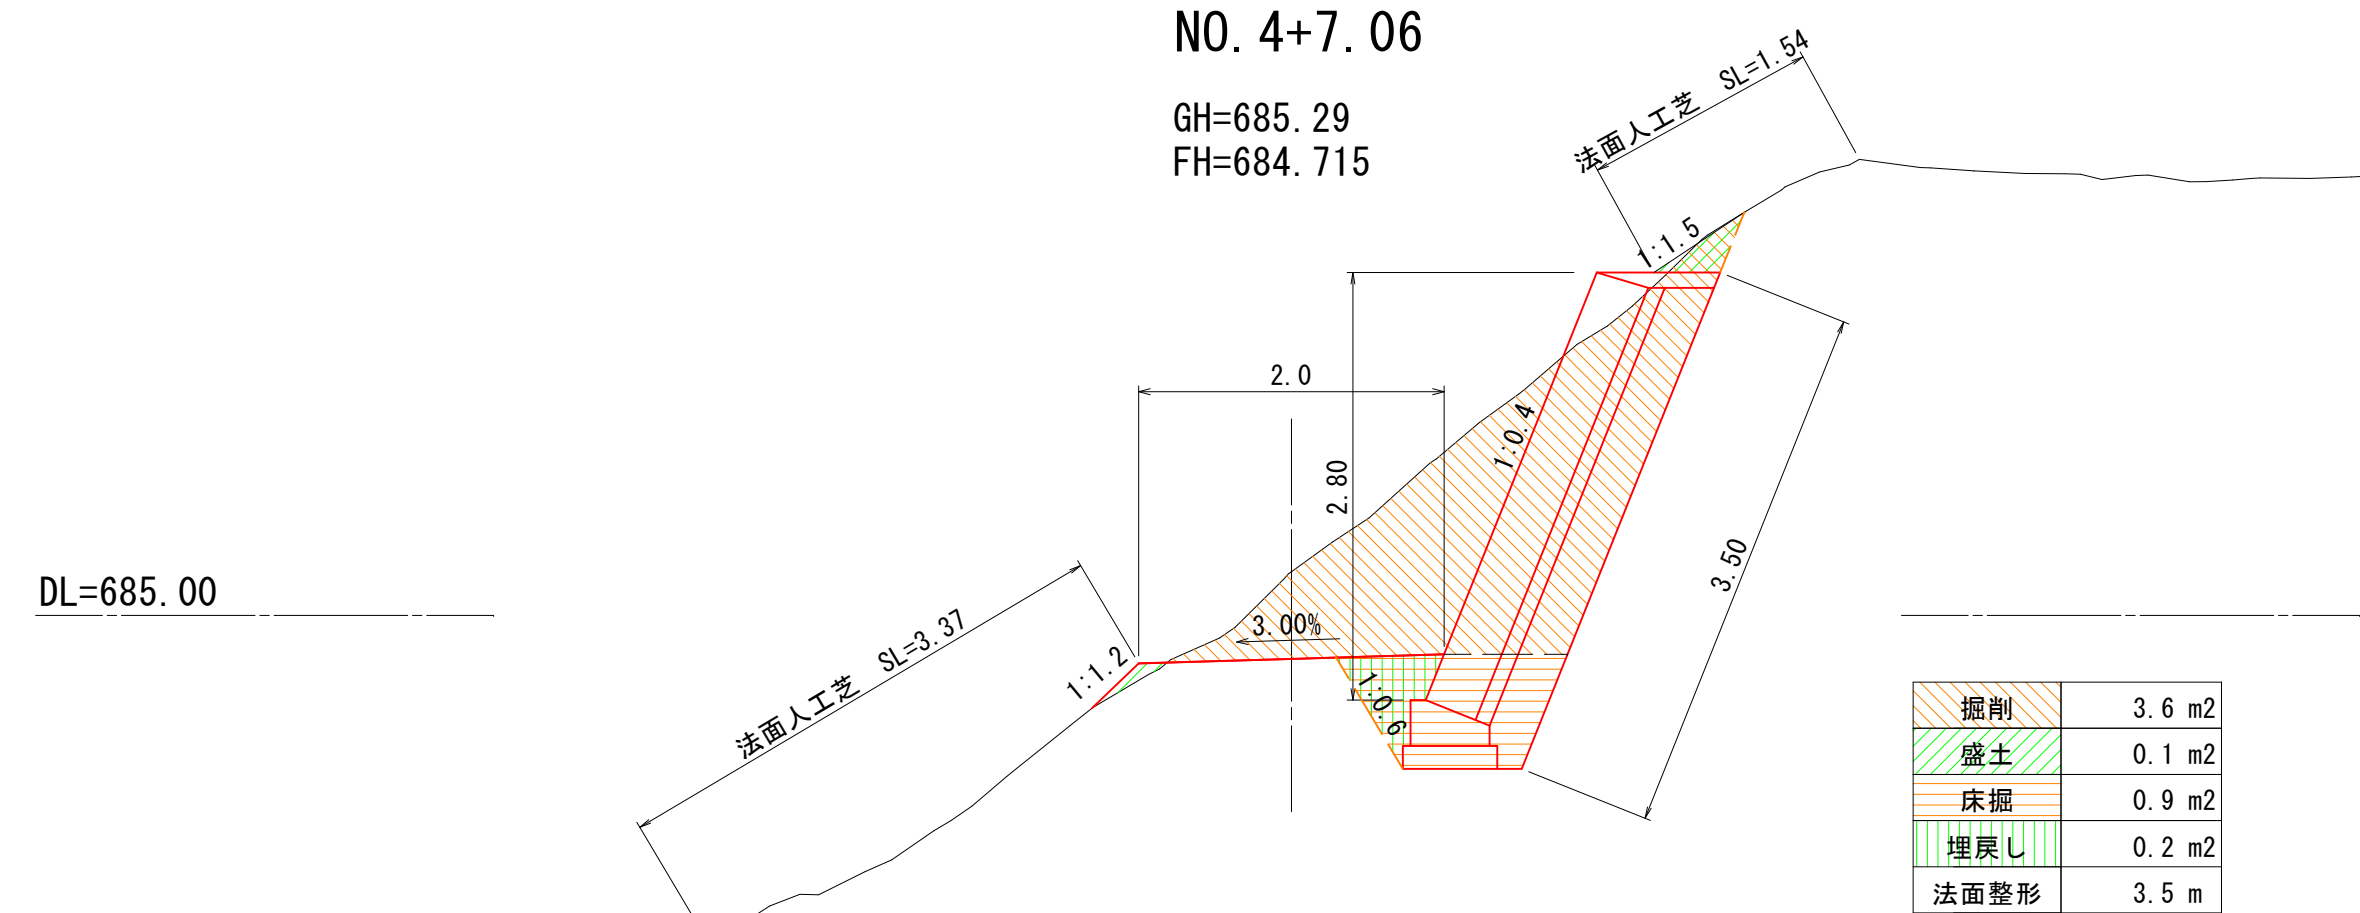 NO. 4+7. 06
GH=685. 29
FH=684. 715
法面人工芝 SL=1.54
1:1.5
2.0
2.80
1:0.4
3.50
DL=685. 00
3.00%
法面人工芝 SL=3.37
1:1.2
1:0.6
掘削 3.6 m2
盛土 0.1 m2
床掘 0.9 m2
埋戻し 0.2 m2
法面整形 3.5 m